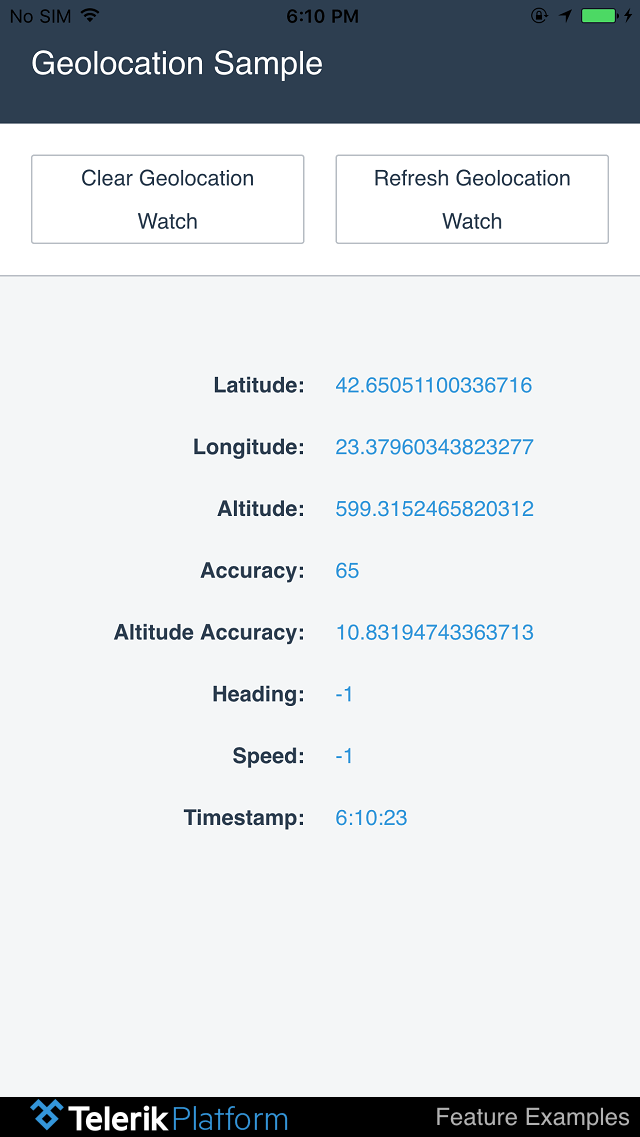 No SIM 6:10 PM
Geolocation Sample
Clear Geolocation
Watch
Refresh Geolocation
Watch
Latitude: 42.65051100336716
Longitude: 23.37960343823277
Altitude: 599.3152465820312
Accuracy: 65
Altitude Accuracy: 10.83194743363713
Heading: -1
Speed: -1
Timestamp: 6:10:23
Telerik Platform Feature Examples